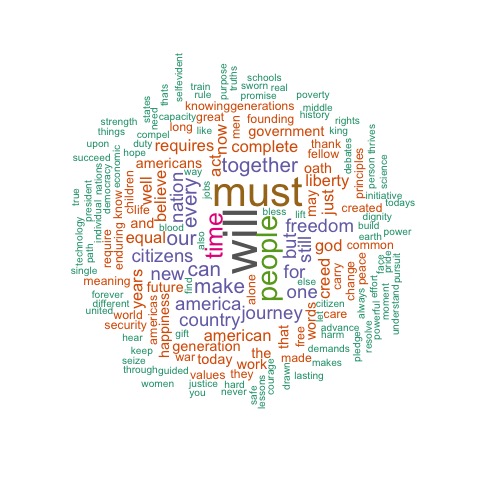 selfevident
thats
train
rule
purpose
truths
schools
sworn
real
promise
poverty
middle
history
rights
king
states
need
capacity
great
knowing
generations
founding
strength
things
compel
long
like
men
government
duty
requires
act
now
complete
thank
fellow
debates
person
thrives
upon
hope
americans
way
together
oath
principles
science
succeed
economic
well
believe
nation
every
jobs
must
liberty
initiative
todays
nations
democracy
children
life
bless
lift
may
just
created
dignity
build
power
true
president
individual
enduring
know
and
blood
time
will
people
but
still
freedom
earth
require
equal
our
also
god
common
technology
path
citizens
can
for
creed
carry
change
peace
face
pride
pursuit
single
new
make
alone
one
else
words
always
powerful
effort
moment
understand
meaning
years
future
find
america
citizen
forever
different
happiness
americas
country
journey
let
care
united
world
gift
american
that
free
advance
resolve
security
generation
the
harm
pledge
hear
war
today
work
made
demands
keep
seize
values
they
courage
drawn
makes
through
guided
justice
hard
lasting
women
you
never
safe
lessons